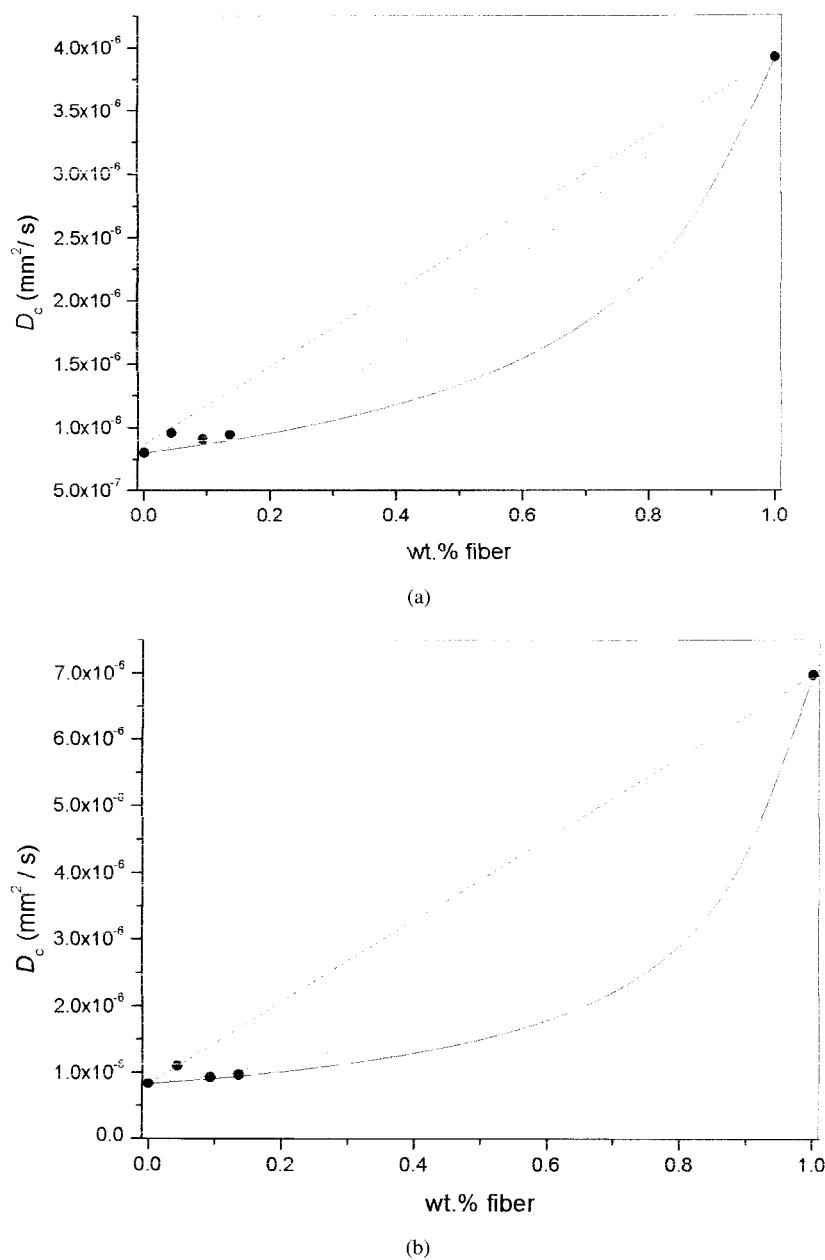 4.0x10⁻⁶
3.5x10⁻⁶
3.0x10⁻⁶
2.5x10⁻⁶
2.0x10⁻⁶
1.5x10⁻⁶
1.0x10⁻⁶
5.0x10⁻⁷
D_c (mm²/ s)
0.0 0.2 0.4 0.6 0.8 1.0
wt.% fiber
(a)
7.0x10⁻⁶
6.0x10⁻⁶
5.0x10⁻⁶
4.0x10⁻⁶
3.0x10⁻⁶
2.0x10⁻⁶
1.0x10⁻⁶
0.0
D_c (mm² / s)
0.0 0.2 0.4 0.6 0.8 1.0
wt.% fiber
(b)